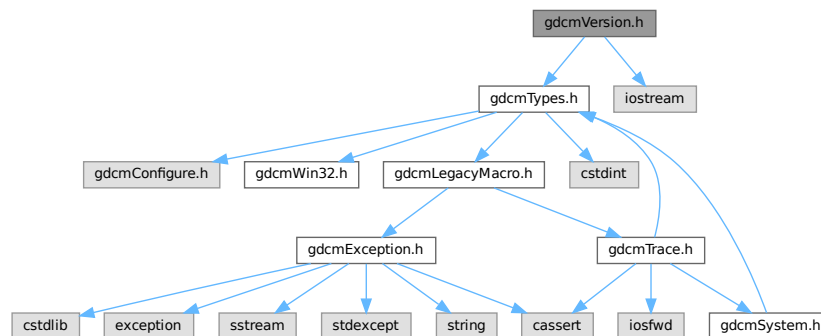 gdcmVersion.h
gdcmTypes.h
iostream
gdcmConfigure.h
gdcmWin32.h
gdcmLegacyMacro.h
cstdint
gdcmException.h
gdcmTrace.h
cstdlib
exception
sstream
stdexcept
string
cassert
iosfwd
gdcmSystem.h